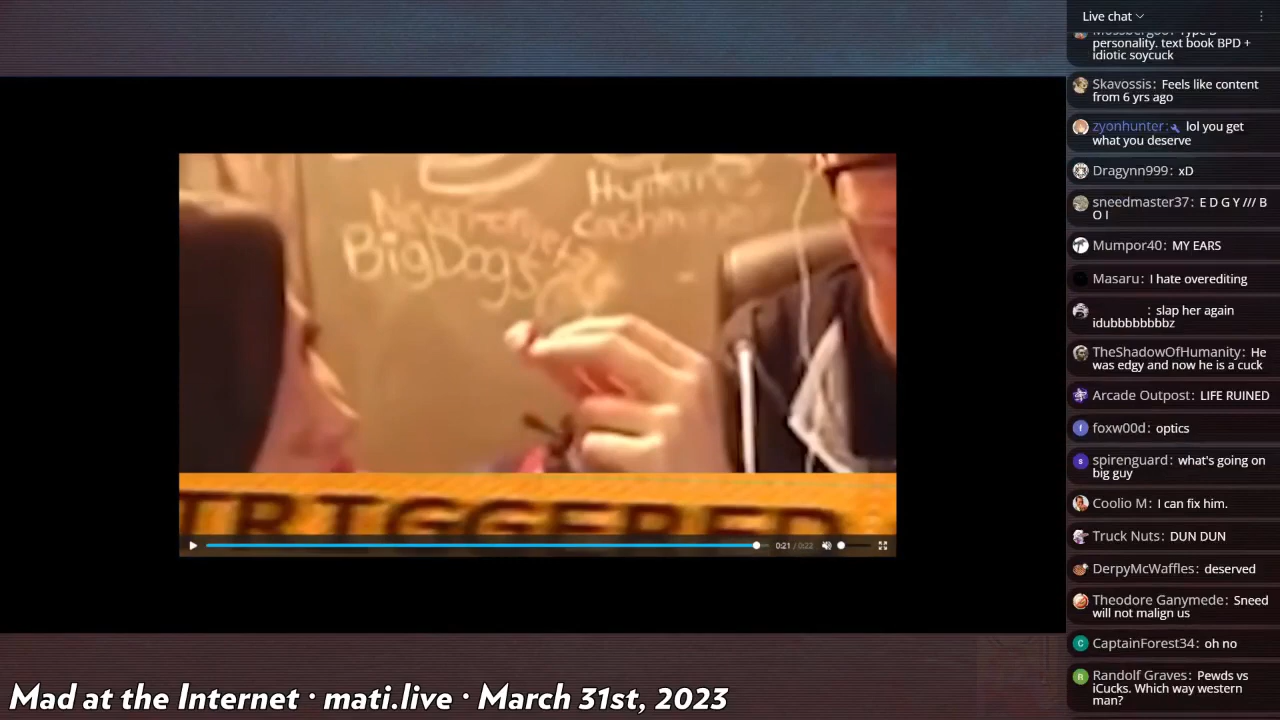 Live chat
personality. text book BPD +
idiotic soycuck
Skavossis: Feels like content
from 6 yrs ago
zyonhunter: lol you get
what you deserve
Dragynn999: xD
sneedmaster37: E D G Y /// B
O I
Mumpor40: MY EARS
Masaru: I hate overediting
: slap her again
idubbbbbbbbz
TheShadowOfHumanity: He
was edgy and now he is a cuck
Arcade Outpost: LIFE RUINED
foxw00d: optics
spirenguard: what's going on
big guy
Coolio M: I can fix him.
Truck Nuts: DUN DUN
DerpyMcWaffles: deserved
Theodore Ganymede: Sneed
will not malign us
CaptainForest34: oh no
Randolf Graves: Pewds vs
iCucks. Which way western
man?
BigDogs
TRIGGERED
0:21 / 0:22
Mad at the Internet · mati.live · March 31st, 2023